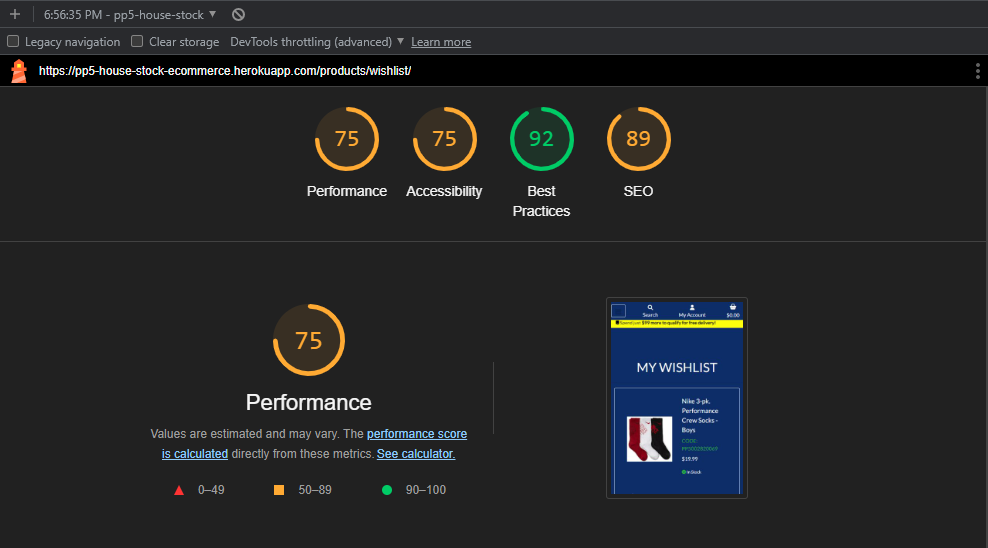 6:56:35 PM - pp5-house-stock
Legacy navigation Clear storage DevTools throttling (advanced) Learn more
https://pp5-house-stock-ecommerce.herokuapp.com/products/wishlist/
75 75 92 89
Performance Accessibility Best Practices SEO
75
Performance
Values are estimated and may vary. The performance score
is calculated directly from these metrics. See calculator.
0–49 50–89 90–100
Search My Account $0.00
$99 more to qualify for free delivery!
MY WISHLIST
Nike 3-pk.
Performance
Crew Socks -
Boys
CODE:
$19.99
In Stock